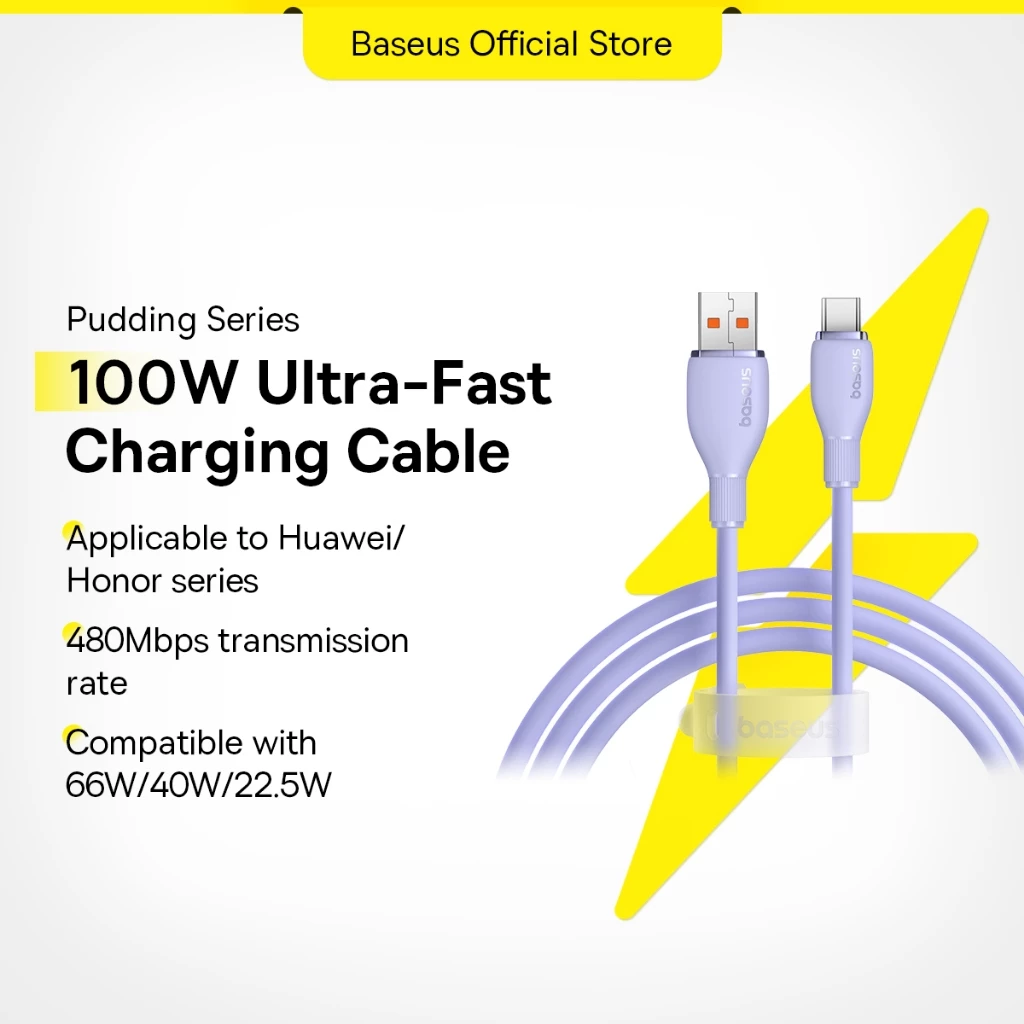 Baseus Official Store
Pudding Series
100W Ultra-Fast
Charging Cable
Applicable to Huawei/
Honor series
480Mbps transmission
rate
Compatible with
66W/40W/22.5W
baseus
baseus
baseus